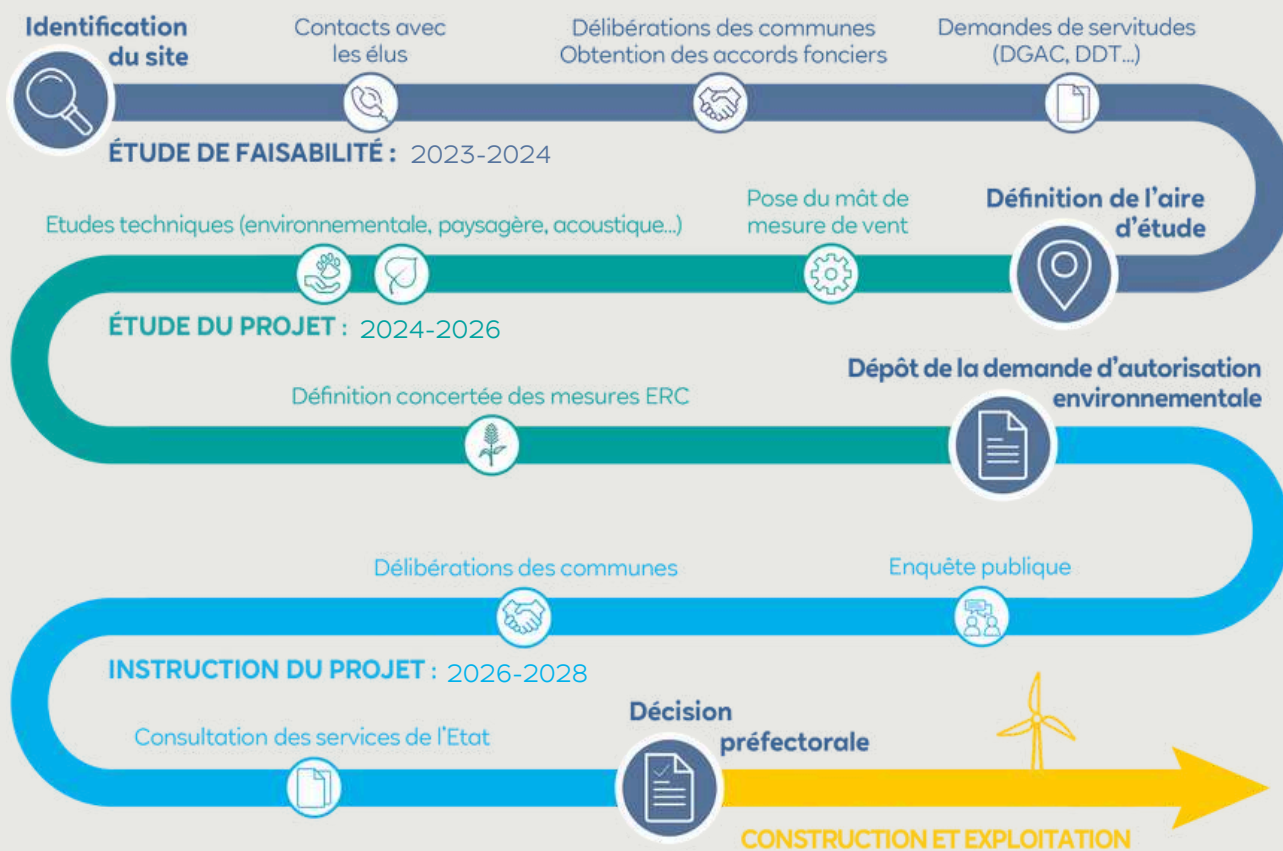 Identification
du site
Contacts avec
les élus
Délibérations des communes
Obtention des accords fonciers
Demandes de servitudes
(DGAC, DDT...)
ÉTUDE DE FAISABILITÉ : 2023-2024
Etudes techniques (environnementale, paysagère, acoustique...)
Pose du mât de
mesure de vent
Définition de l'aire
d'étude
ÉTUDE DU PROJET : 2024-2026
Définition concertée des mesures ERC
Dépôt de la demande d'autorisation
environnementale
Délibérations des communes
Enquête publique
INSTRUCTION DU PROJET : 2026-2028
Consultation des services de l'Etat
Décision
préfectorale
CONSTRUCTION ET EXPLOITATION